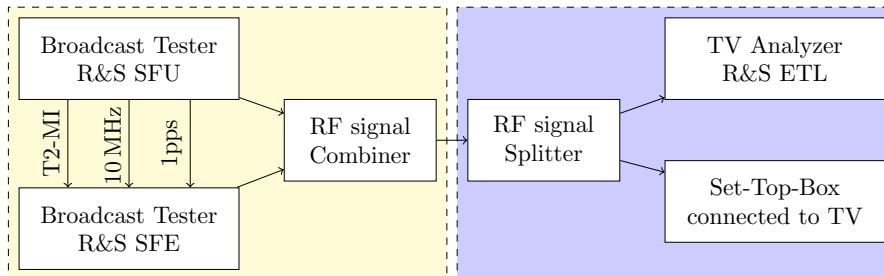 Broadcast Tester
R&S SFU
T2-MI
10 MHz
1pps
Broadcast Tester
R&S SFE
RF signal
Combiner
RF signal
Splitter
TV Analyzer
R&S ETL
Set-Top-Box
connected to TV